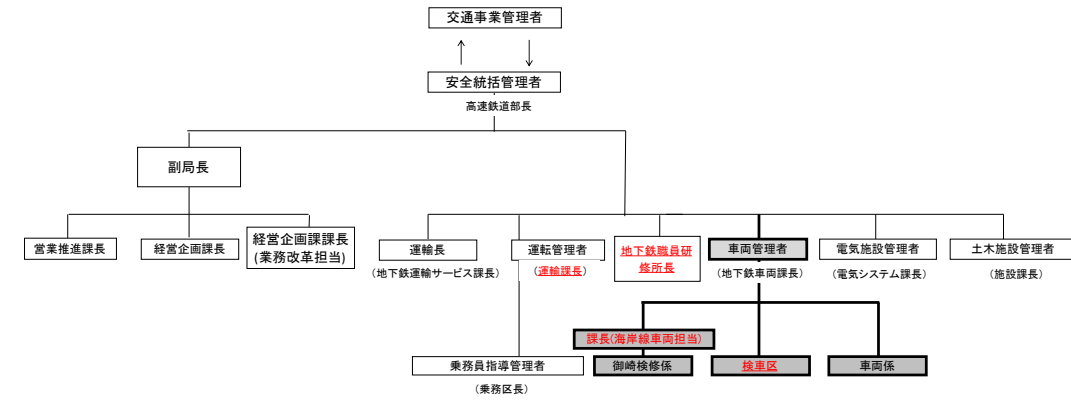 交通事業管理者
安全統括管理者
高速鉄道部長
副局長
営業推進課長
経営企画課長
経営企画課課長
(業務改革担当)
運輸長
(地下鉄運輸サービス課長)
運転管理者
(運輸課長)
地下鉄職員研
修所長
車両管理者
(地下鉄車両課長)
電気施設管理者
(電気システム課長)
土木施設管理者
(施設課長)
乗務員指導管理者
(乗務区長)
課長(海岸線車両担当)
御崎検修係
検車区
車両係